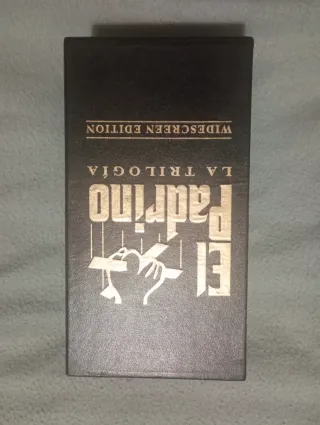 El
Padrino
LA TRILOGÍA
WIDESCREEN EDITION